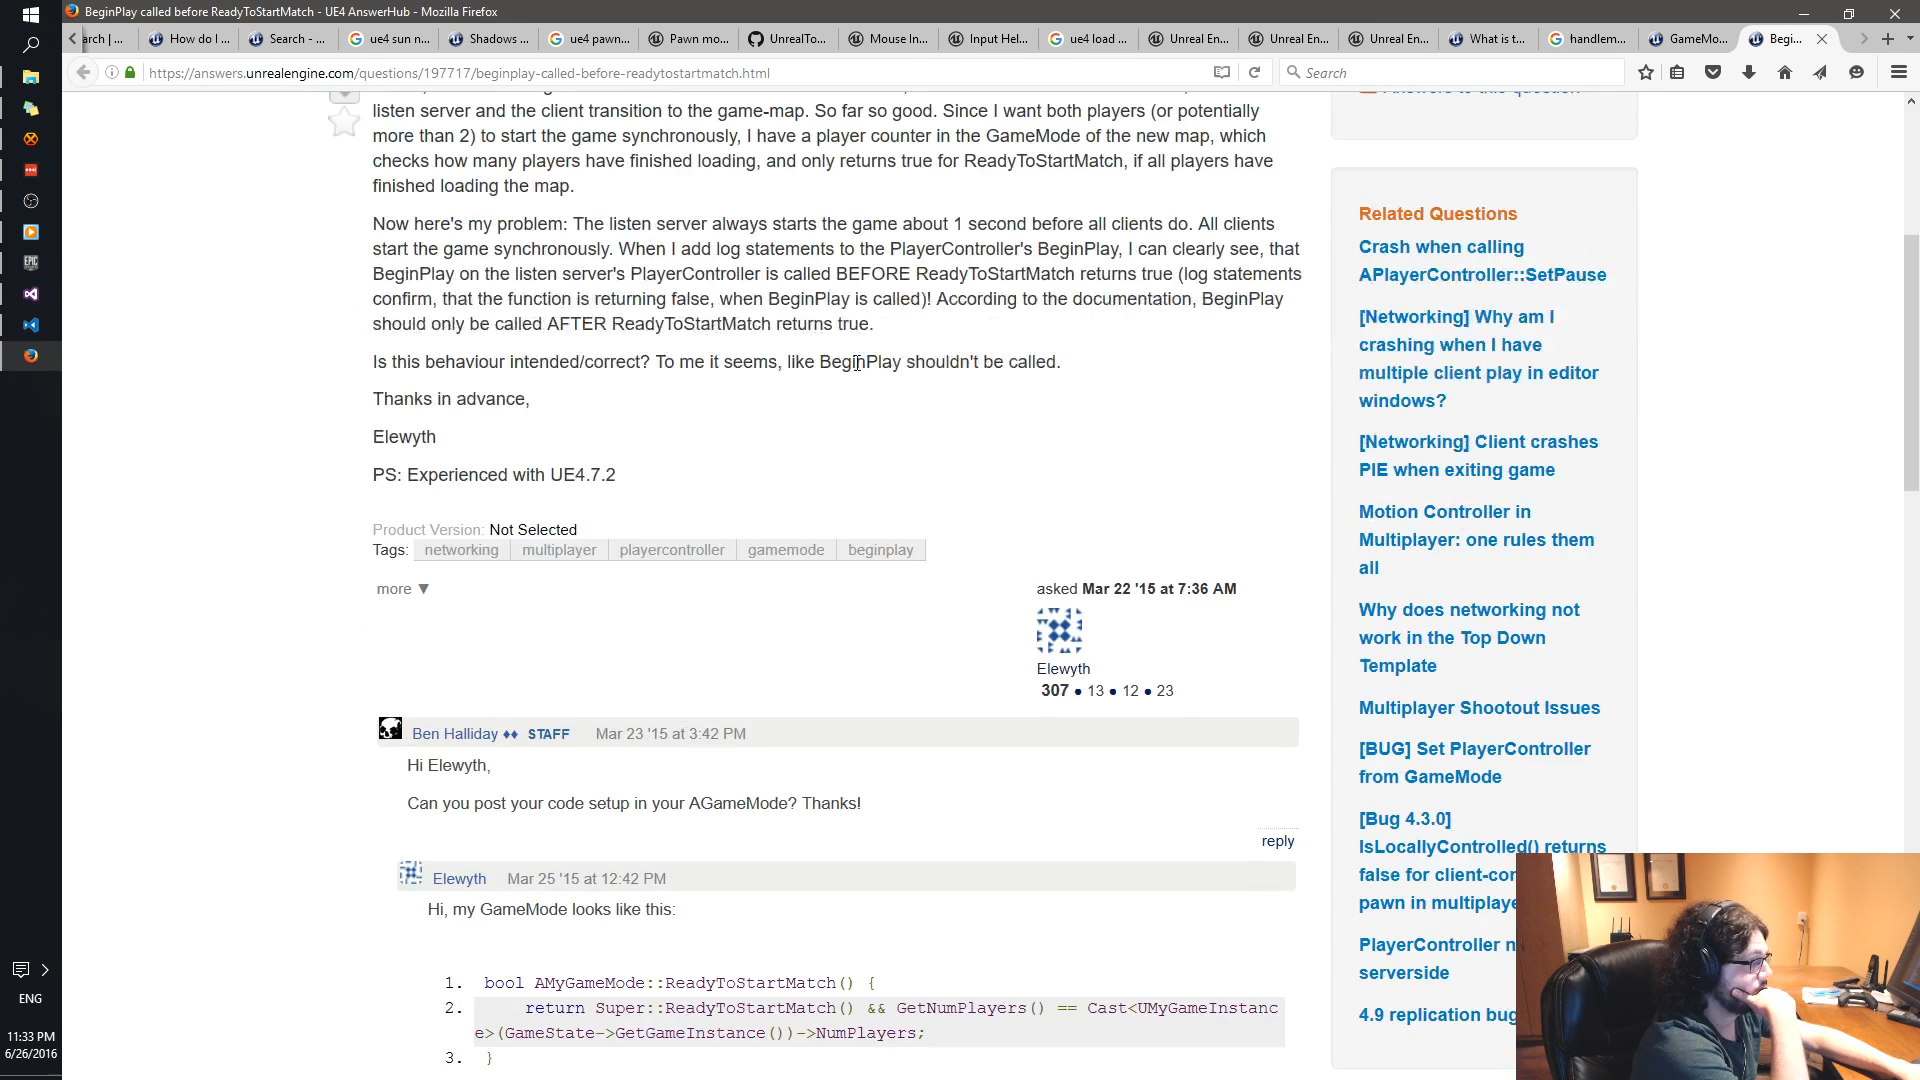 BeginPlay called before ReadyToStartMatch - UE4 AnswerHub - Mozilla Firefox
arch | ...
How do I ...
Search - ...
ue4 sun n...
Shadows ...
ue4 pawn...
Pawn mo...
UnrealTo...
Mouse In...
Input Hel...
ue4 load ...
Unreal En...
Unreal En...
Unreal En...
What is t...
handlem...
GameMo...
Begi...
https://answers.unrealengine.com/questions/197717/beginplay-called-before-readytostartmatch.html
Search
listen server and the client transition to the game-map. So far so good. Since I want both players (or potentially
more than 2) to start the game synchronously, I have a player counter in the GameMode of the new map, which
checks how many players have finished loading, and only returns true for ReadyToStartMatch, if all players have
finished loading the map.
Now here's my problem: The listen server always starts the game about 1 second before all clients do. All clients
start the game synchronously. When I add log statements to the PlayerController's BeginPlay, I can clearly see, that
BeginPlay on the listen server's PlayerController is called BEFORE ReadyToStartMatch returns true (log statements
confirm, that the function is returning false, when BeginPlay is called)! According to the documentation, BeginPlay
should only be called AFTER ReadyToStartMatch returns true.
Is this behaviour intended/correct? To me it seems, like BeginPlay shouldn't be called.
Thanks in advance,
Elewyth
PS: Experienced with UE4.7.2
Product Version: Not Selected
Tags: networking multiplayer playercontroller gamemode beginplay
more ▼
asked Mar 22 '15 at 7:36 AM
Elewyth
307 ● 13 ● 12 ● 23
Ben Halliday ♦♦ STAFF Mar 23 '15 at 3:42 PM
Hi Elewyth,
Can you post your code setup in your AGameMode? Thanks!
reply
Elewyth Mar 25 '15 at 12:42 PM
Hi, my GameMode looks like this:
1. bool AMyGameMode::ReadyToStartMatch() {
2. return Super::ReadyToStartMatch() && GetNumPlayers() == Cast<UMyGameInstanc
e>(GameState->GetGameInstance())->NumPlayers;
3. }
Answers to this question
Related Questions
Crash when calling
APlayerController::SetPause
[Networking] Why am I
crashing when I have
multiple client play in editor
windows?
[Networking] Client crashes
PIE when exiting game
Motion Controller in
Multiplayer: one rules them
all
Why does networking not
work in the Top Down
Template
Multiplayer Shootout Issues
[BUG] Set PlayerController
from GameMode
[Bug 4.3.0]
IsLocallyControlled() returns
false for client-con
pawn in multiplaye
PlayerController n
serverside
4.9 replication bug
EPIC
ENG
11:33 PM
6/26/2016